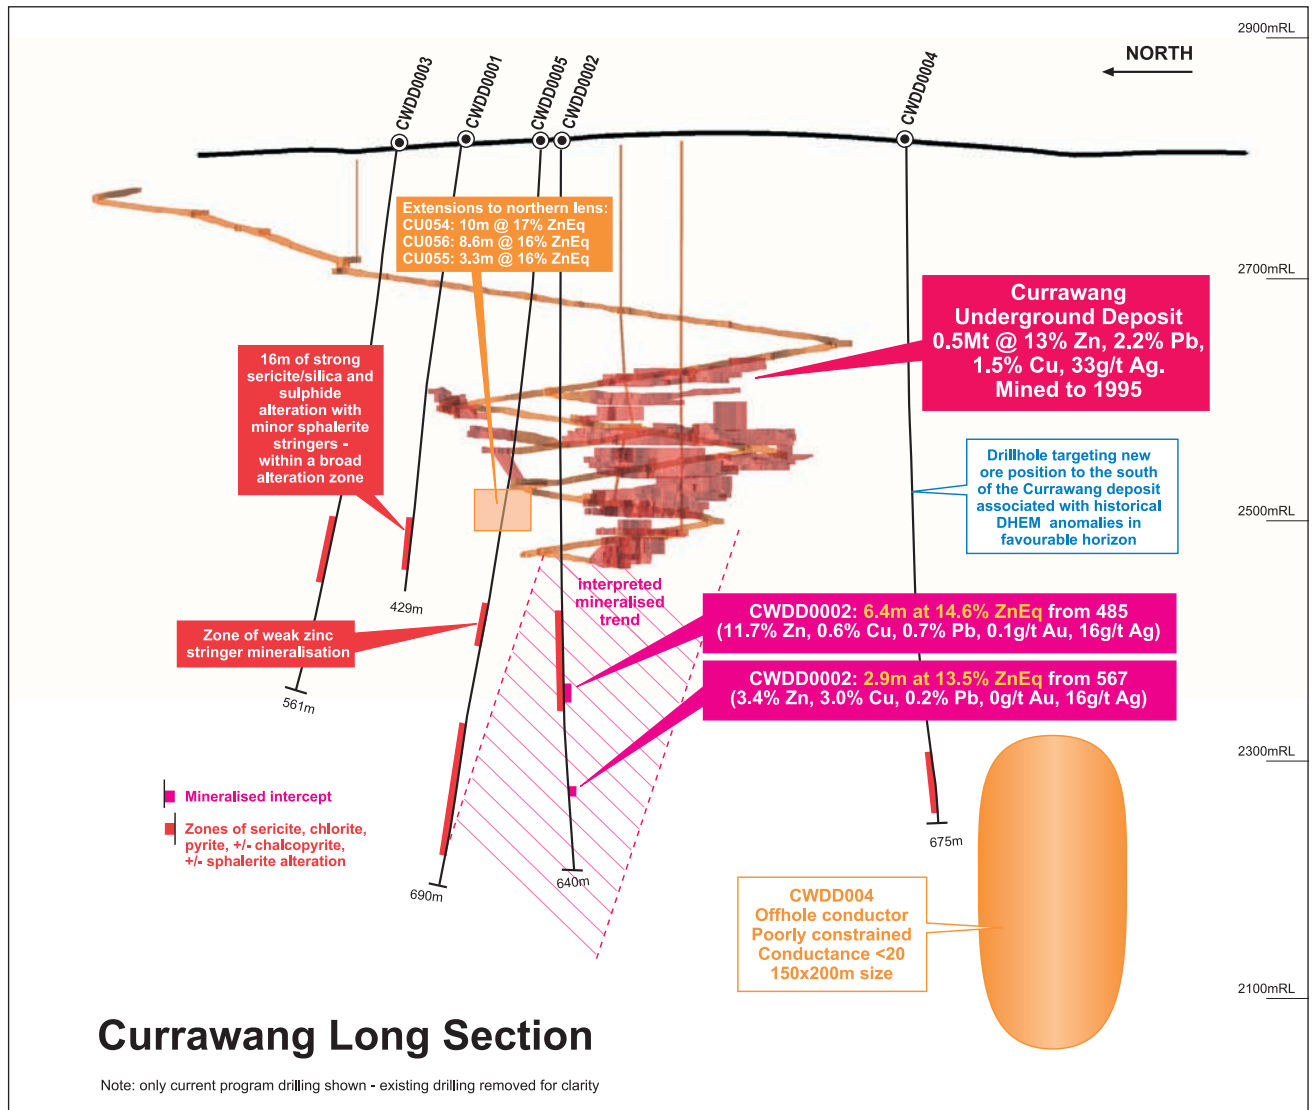 2900mRL
NORTH
CWDD0003
CWDD0001
CWDD0005
CWDD0002
CWDD0004
Extensions to northern lens:
CU054: 10m @ 17% ZnEq
CU056: 8.6m @ 16% ZnEq
CU055: 3.3m @ 16% ZnEq
2700mRL
Currawang
Underground Deposit
0.5Mt @ 13% Zn, 2.2% Pb,
1.5% Cu, 33g/t Ag.
Mined to 1995
16m of strong
sericite/silica and
sulphide
alteration with
minor sphalerite
stringers -
within a broad
alteration zone
Drillhole targeting new
ore position to the south
of the Currawang deposit
associated with historical
DHEM anomalies in
favourable horizon
2500mRL
429m
interpreted
mineralised
trend
CWDD0002: 6.4m at 14.6% ZnEq from 485
(11.7% Zn, 0.6% Cu, 0.7% Pb, 0.1g/t Au, 16g/t Ag)
Zone of weak zinc
stringer mineralisation
CWDD0002: 2.9m at 13.5% ZnEq from 567
(3.4% Zn, 3.0% Cu, 0.2% Pb, 0g/t Au, 16g/t Ag)
561m
2300mRL
Mineralised intercept
Zones of sericite, chlorite,
pyrite, +/- chalcopyrite,
+/- sphalerite alteration
675m
690m
640m
CWDD004
Offhole conductor
Poorly constrained
Conductance <20
150x200m size
2100mRL
Currawang Long Section
Note: only current program drilling shown - existing drilling removed for clarity